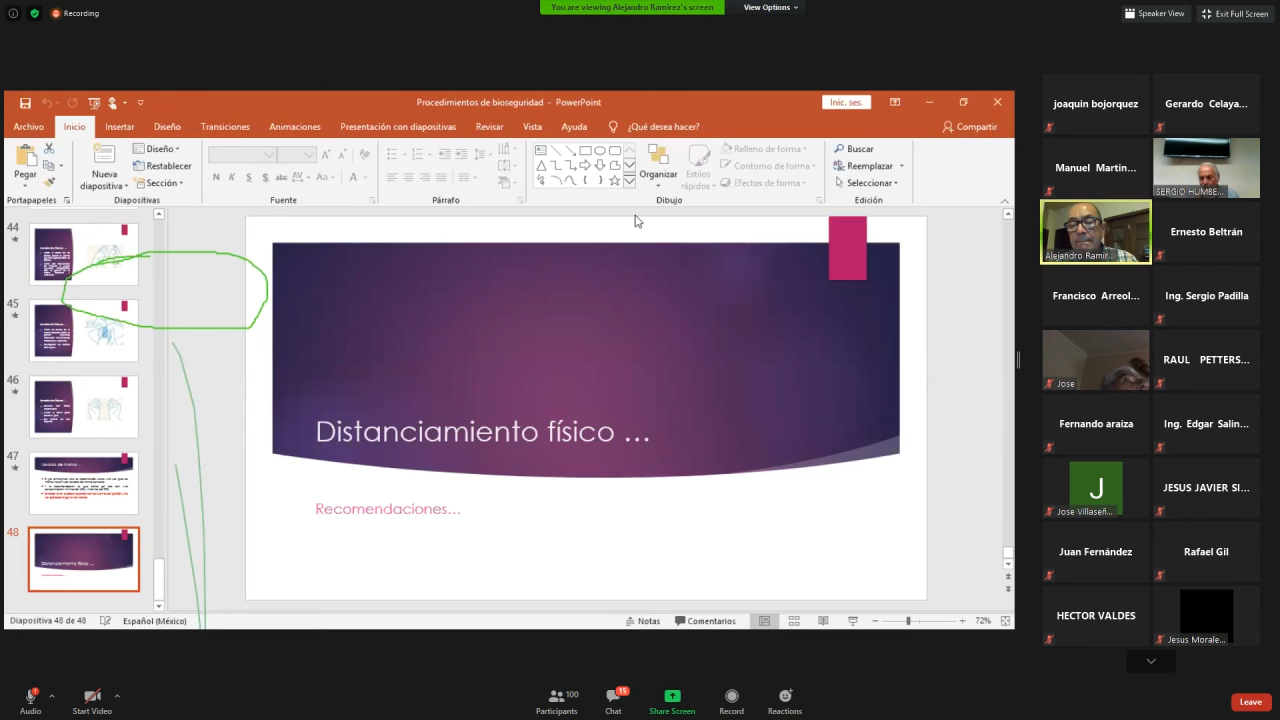 Recording
You are viewing Alejandro Ramirez's screen
View Options
Speaker View
Exit Full Screen
Procedimientos de bioseguridad - PowerPoint
Inic. ses.
Archivo Inicio Insertar Diseño Transiciones Animaciones Presentación con diapositivas Revisar Vista Ayuda ¿Qué desea hacer? Compartir
Pegar
Nueva diapositiva
Diseño
Restablecer
Sección
N K S S abc AV Aa A
Organizar
Estilos rápidos
Relleno de forma
Contorno de forma
Efectos de forma
Buscar
Reemplazar
Seleccionar
Portapapeles Diapositivas Fuente Párrafo Dibujo Edición
44
45
46
47
48
Distanciamiento físico ...
Recomendaciones...
Diapositiva 48 de 48 Español (México) Notas Comentarios 72%
joaquin bojorquez
Gerardo Celaya...
Manuel Martin...
SERGIO HUMBE...
Alejandro Ramír...
Ernesto Beltrán
Francisco Arreol...
Ing. Sergio Padilla
Jose
RAUL PETTERS...
Fernando araiza
Ing. Edgar Salin...
J
Jose Villaseñ...
JESUS JAVIER SI...
Juan Fernández
Rafael Gil
HECTOR VALDES
Jesus Morale...
Audio
Start Video
100
Participants
15
Chat
Share Screen
Record
Reactions
Leave